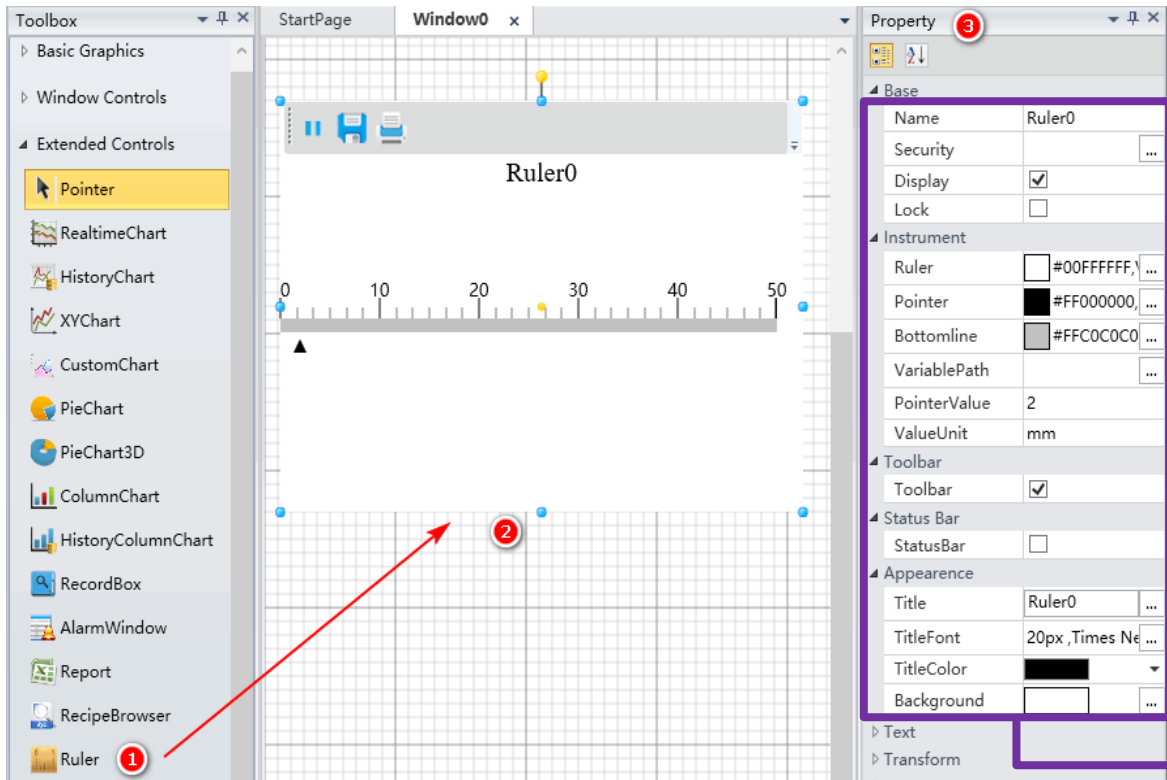 Toolbox
Basic Graphics
Window Controls
Extended Controls
Pointer
RealtimeChart
HistoryChart
XYChart
CustomChart
PieChart
PieChart3D
ColumnChart
HistoryColumnChart
RecordBox
AlarmWindow
Report
RecipeBrowser
Ruler 1
StartPage Window0 x
Ruler0
0 10 20 30 40 50
2
Property 3
Base
Name Ruler0
Security ...
Display
Lock
Instrument
Ruler #00FFFFFF,\ ...
Pointer #FF000000, ...
Bottomline #FFC0C0C0 ...
VariablePath ...
PointerValue 2
ValueUnit mm
Toolbar
Toolbar
Status Bar
StatusBar
Appearence
Title Ruler0 ...
TitleFont 20px ,Times Ne ...
TitleColor
Background ...
Text
Transform